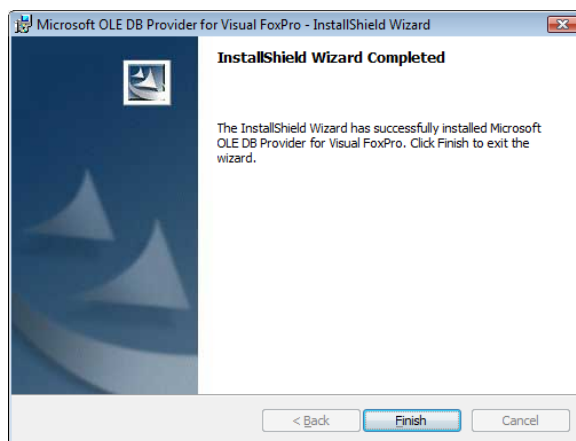 Microsoft OLE DB Provider for Visual FoxPro - InstallShield Wizard
InstallShield Wizard Completed
The InstallShield Wizard has successfully installed Microsoft
OLE DB Provider for Visual FoxPro. Click Finish to exit the
wizard.
< Back
Finish
Cancel